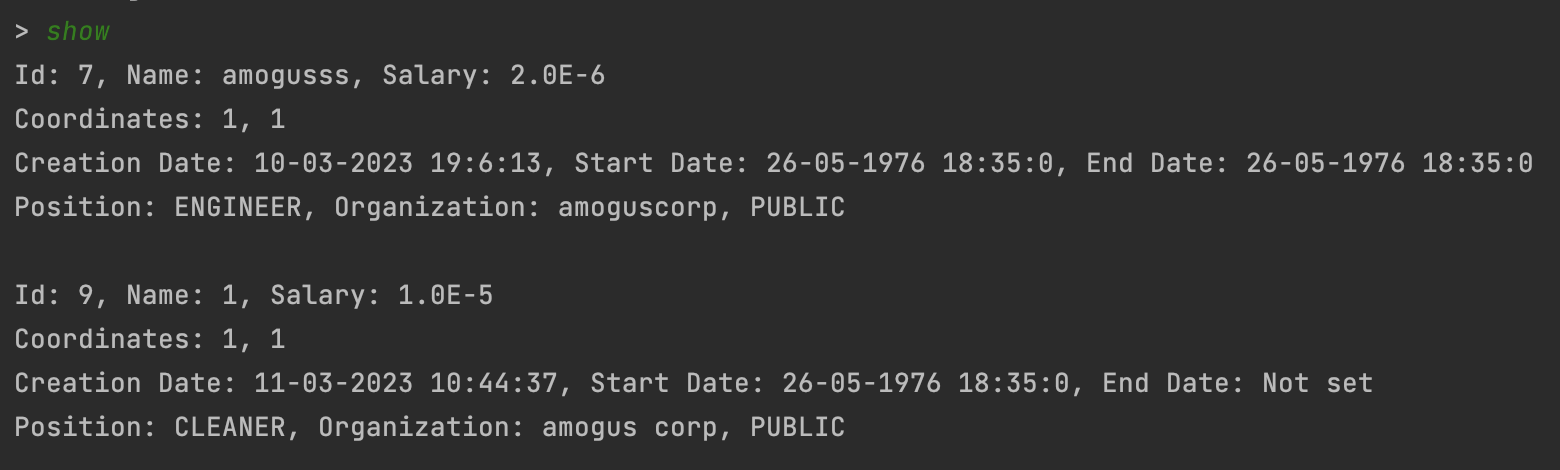 > show
Id: 7, Name: amogusss, Salary: 2.0E-6
Coordinates: 1, 1
Creation Date: 10-03-2023 19:6:13, Start Date: 26-05-1976 18:35:0, End Date: 26-05-1976 18:35:0
Position: ENGINEER, Organization: amoguscorp, PUBLIC
Id: 9, Name: 1, Salary: 1.0E-5
Coordinates: 1, 1
Creation Date: 11-03-2023 10:44:37, Start Date: 26-05-1976 18:35:0, End Date: Not set
Position: CLEANER, Organization: amogus corp, PUBLIC